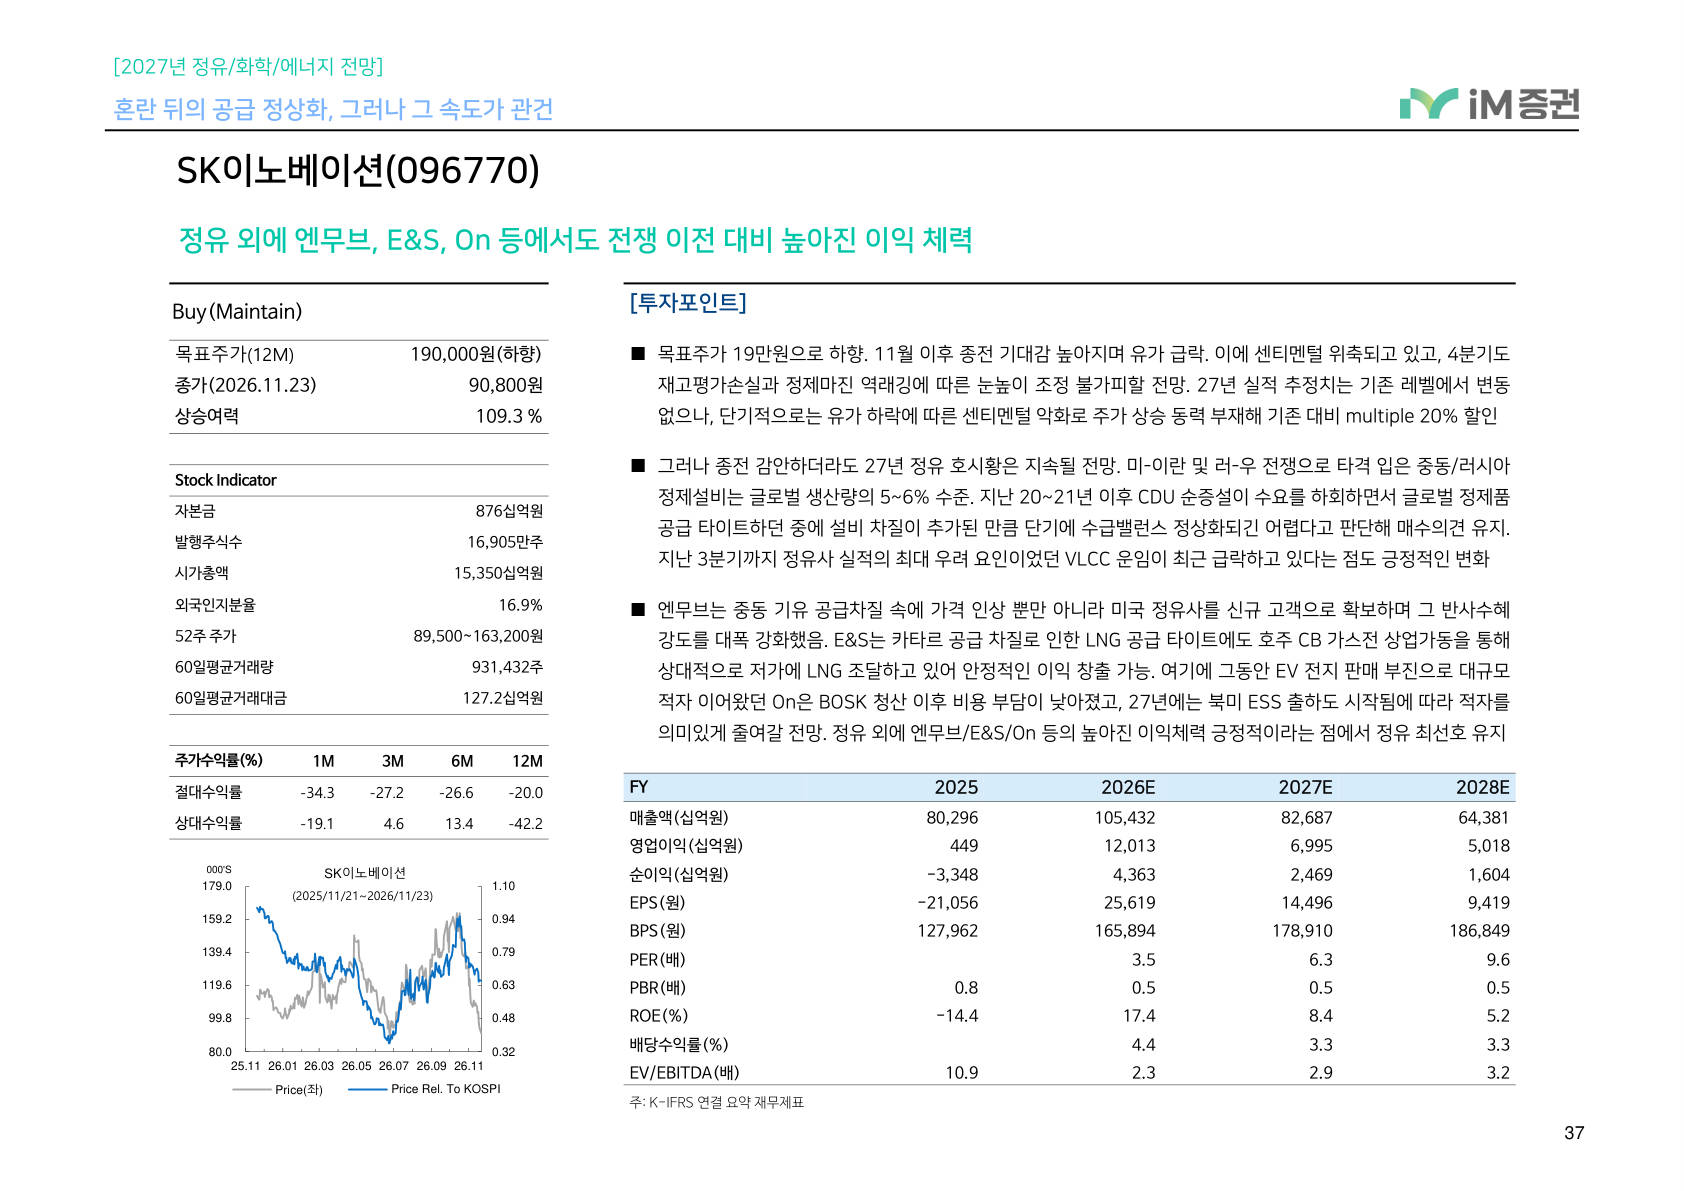 [2027년 정유/화학/에너지 전망]
혼란 뒤의 공급 정상화, 그러나 그 속도가 관건
iM증권
SK이노베이션(096770)
정유 외에 엔무브, E&S, On 등에서도 전쟁 이전 대비 높아진 이익 체력
Buy(Maintain)
목표주가(12M) 190,000원(하향)
종가(2026.11.23) 90,800원
상승여력 109.3 %
Stock Indicator
자본금 876십억원
발행주식수 16,905만주
시가총액 15,350십억원
외국인지분율 16.9%
52주 주가 89,500~163,200원
60일평균거래량 931,432주
60일평균거래대금 127.2십억원
주가수익률(%) 1M 3M 6M 12M
절대수익률 -34.3 -27.2 -26.6 -20.0
상대수익률 -19.1 4.6 13.4 -42.2
000'S SK이노베이션
(2025/11/21~2026/11/23)
179.0 1.10
159.2 0.94
139.4 0.79
119.6 0.63
99.8 0.48
80.0 0.32
25.11 26.01 26.03 26.05 26.07 26.09 26.11
Price(좌) Price Rel. To KOSPI
[투자포인트]
■ 목표주가 19만원으로 하향. 11월 이후 종전 기대감 높아지며 유가 급락. 이에 센티멘털 위축되고 있고, 4분기도
재고평가손실과 정제마진 역래깅에 따른 눈높이 조정 불가피할 전망. 27년 실적 추정치는 기존 레벨에서 변동
없으나, 단기적으로는 유가 하락에 따른 센티멘털 악화로 주가 상승 동력 부재해 기존 대비 multiple 20% 할인
■ 그러나 종전 감안하더라도 27년 정유 호시황은 지속될 전망. 미-이란 및 러-우 전쟁으로 타격 입은 중동/러시아
정제설비는 글로벌 생산량의 5~6% 수준. 지난 20~21년 이후 CDU 순증설이 수요를 하회하면서 글로벌 정제품
공급 타이트하던 중에 설비 차질이 추가된 만큼 단기에 수급밸런스 정상화되긴 어렵다고 판단해 매수의견 유지.
지난 3분기까지 정유사 실적의 최대 우려 요인이었던 VLCC 운임이 최근 급락하고 있다는 점도 긍정적인 변화
■ 엔무브는 중동 기유 공급차질 속에 가격 인상 뿐만 아니라 미국 정유사를 신규 고객으로 확보하며 그 반사수혜
강도를 대폭 강화했음. E&S는 카타르 공급 차질로 인한 LNG 공급 타이트에도 호주 CB 가스전 상업가동을 통해
상대적으로 저가에 LNG 조달하고 있어 안정적인 이익 창출 가능. 여기에 그동안 EV 전지 판매 부진으로 대규모
적자 이어왔던 On은 BOSK 청산 이후 비용 부담이 낮아졌고, 27년에는 북미 ESS 출하도 시작됨에 따라 적자를
의미있게 줄여갈 전망. 정유 외에 엔무브/E&S/On 등의 높아진 이익체력 긍정적이라는 점에서 정유 최선호 유지
FY 2025 2026E 2027E 2028E
매출액(십억원) 80,296 105,432 82,687 64,381
영업이익(십억원) 449 12,013 6,995 5,018
순이익(십억원) -3,348 4,363 2,469 1,604
EPS(원) -21,056 25,619 14,496 9,419
BPS(원) 127,962 165,894 178,910 186,849
PER(배) 3.5 6.3 9.6
PBR(배) 0.8 0.5 0.5 0.5
ROE(%) -14.4 17.4 8.4 5.2
배당수익률(%) 4.4 3.3 3.3
EV/EBITDA(배) 10.9 2.3 2.9 3.2
주: K-IFRS 연결 요약 재무제표
37